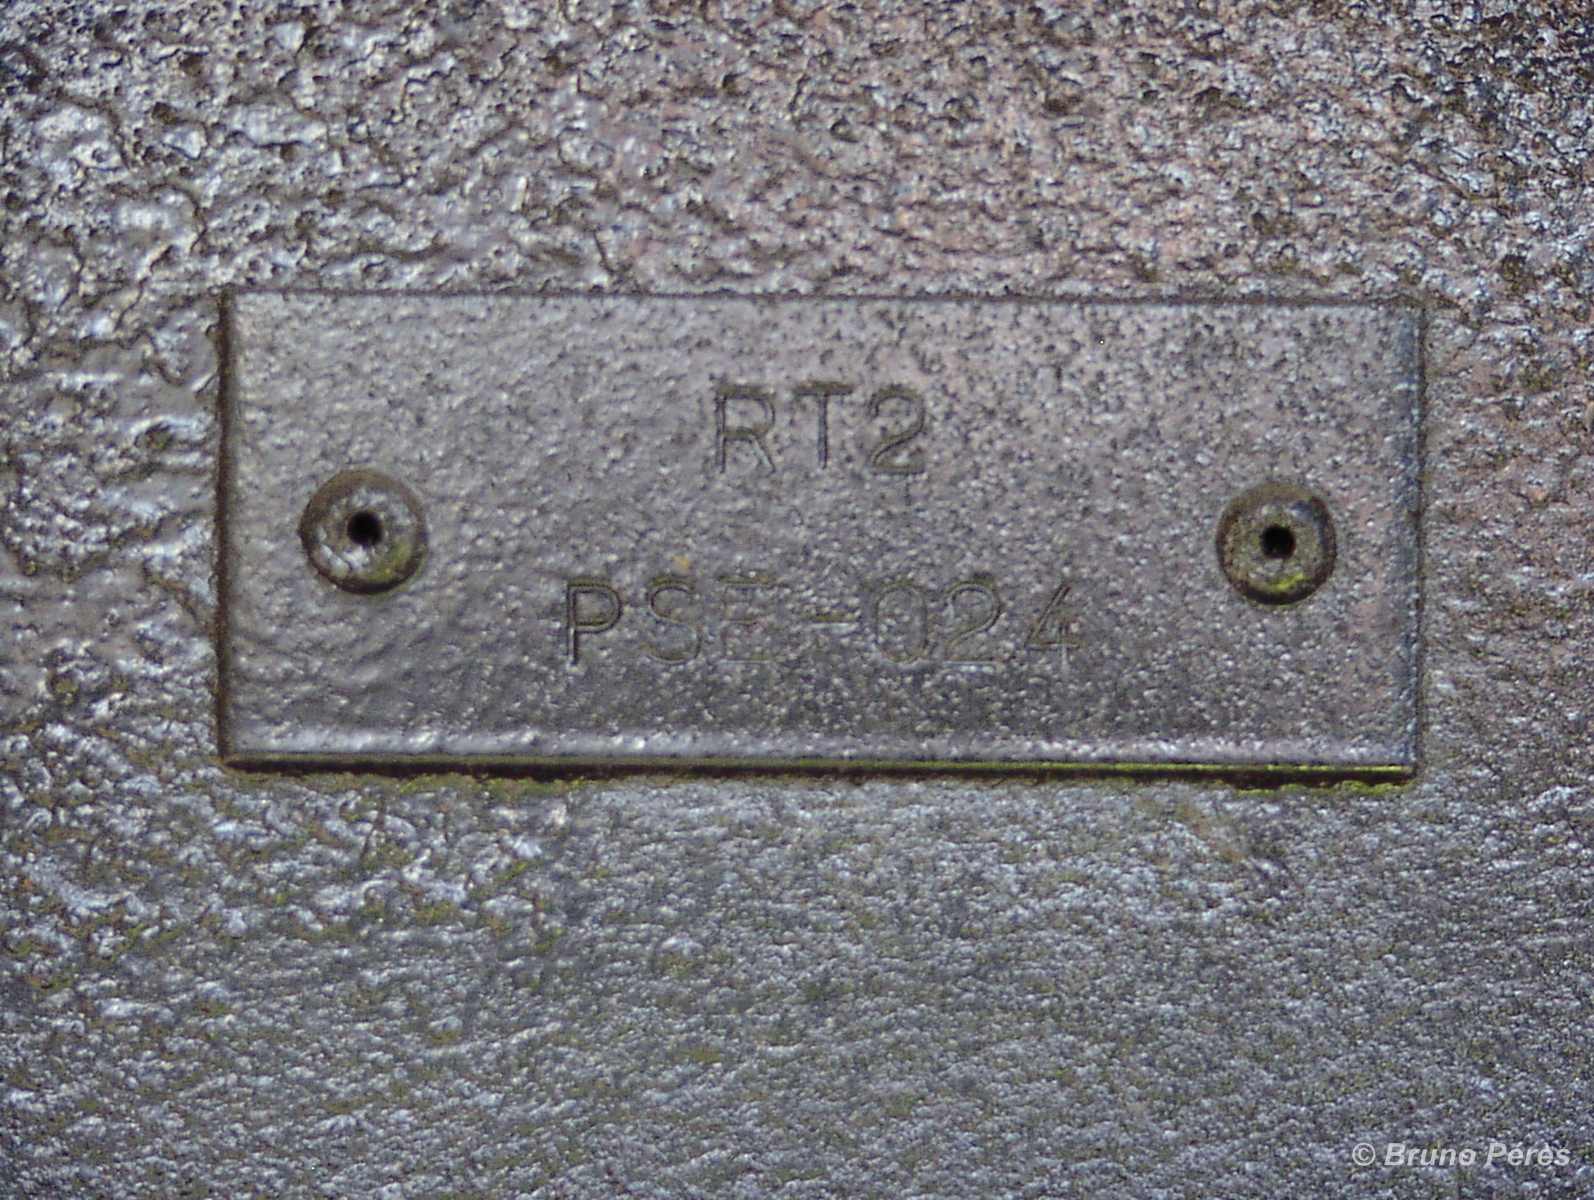 RT2
PSE-024
© Bruno Peres